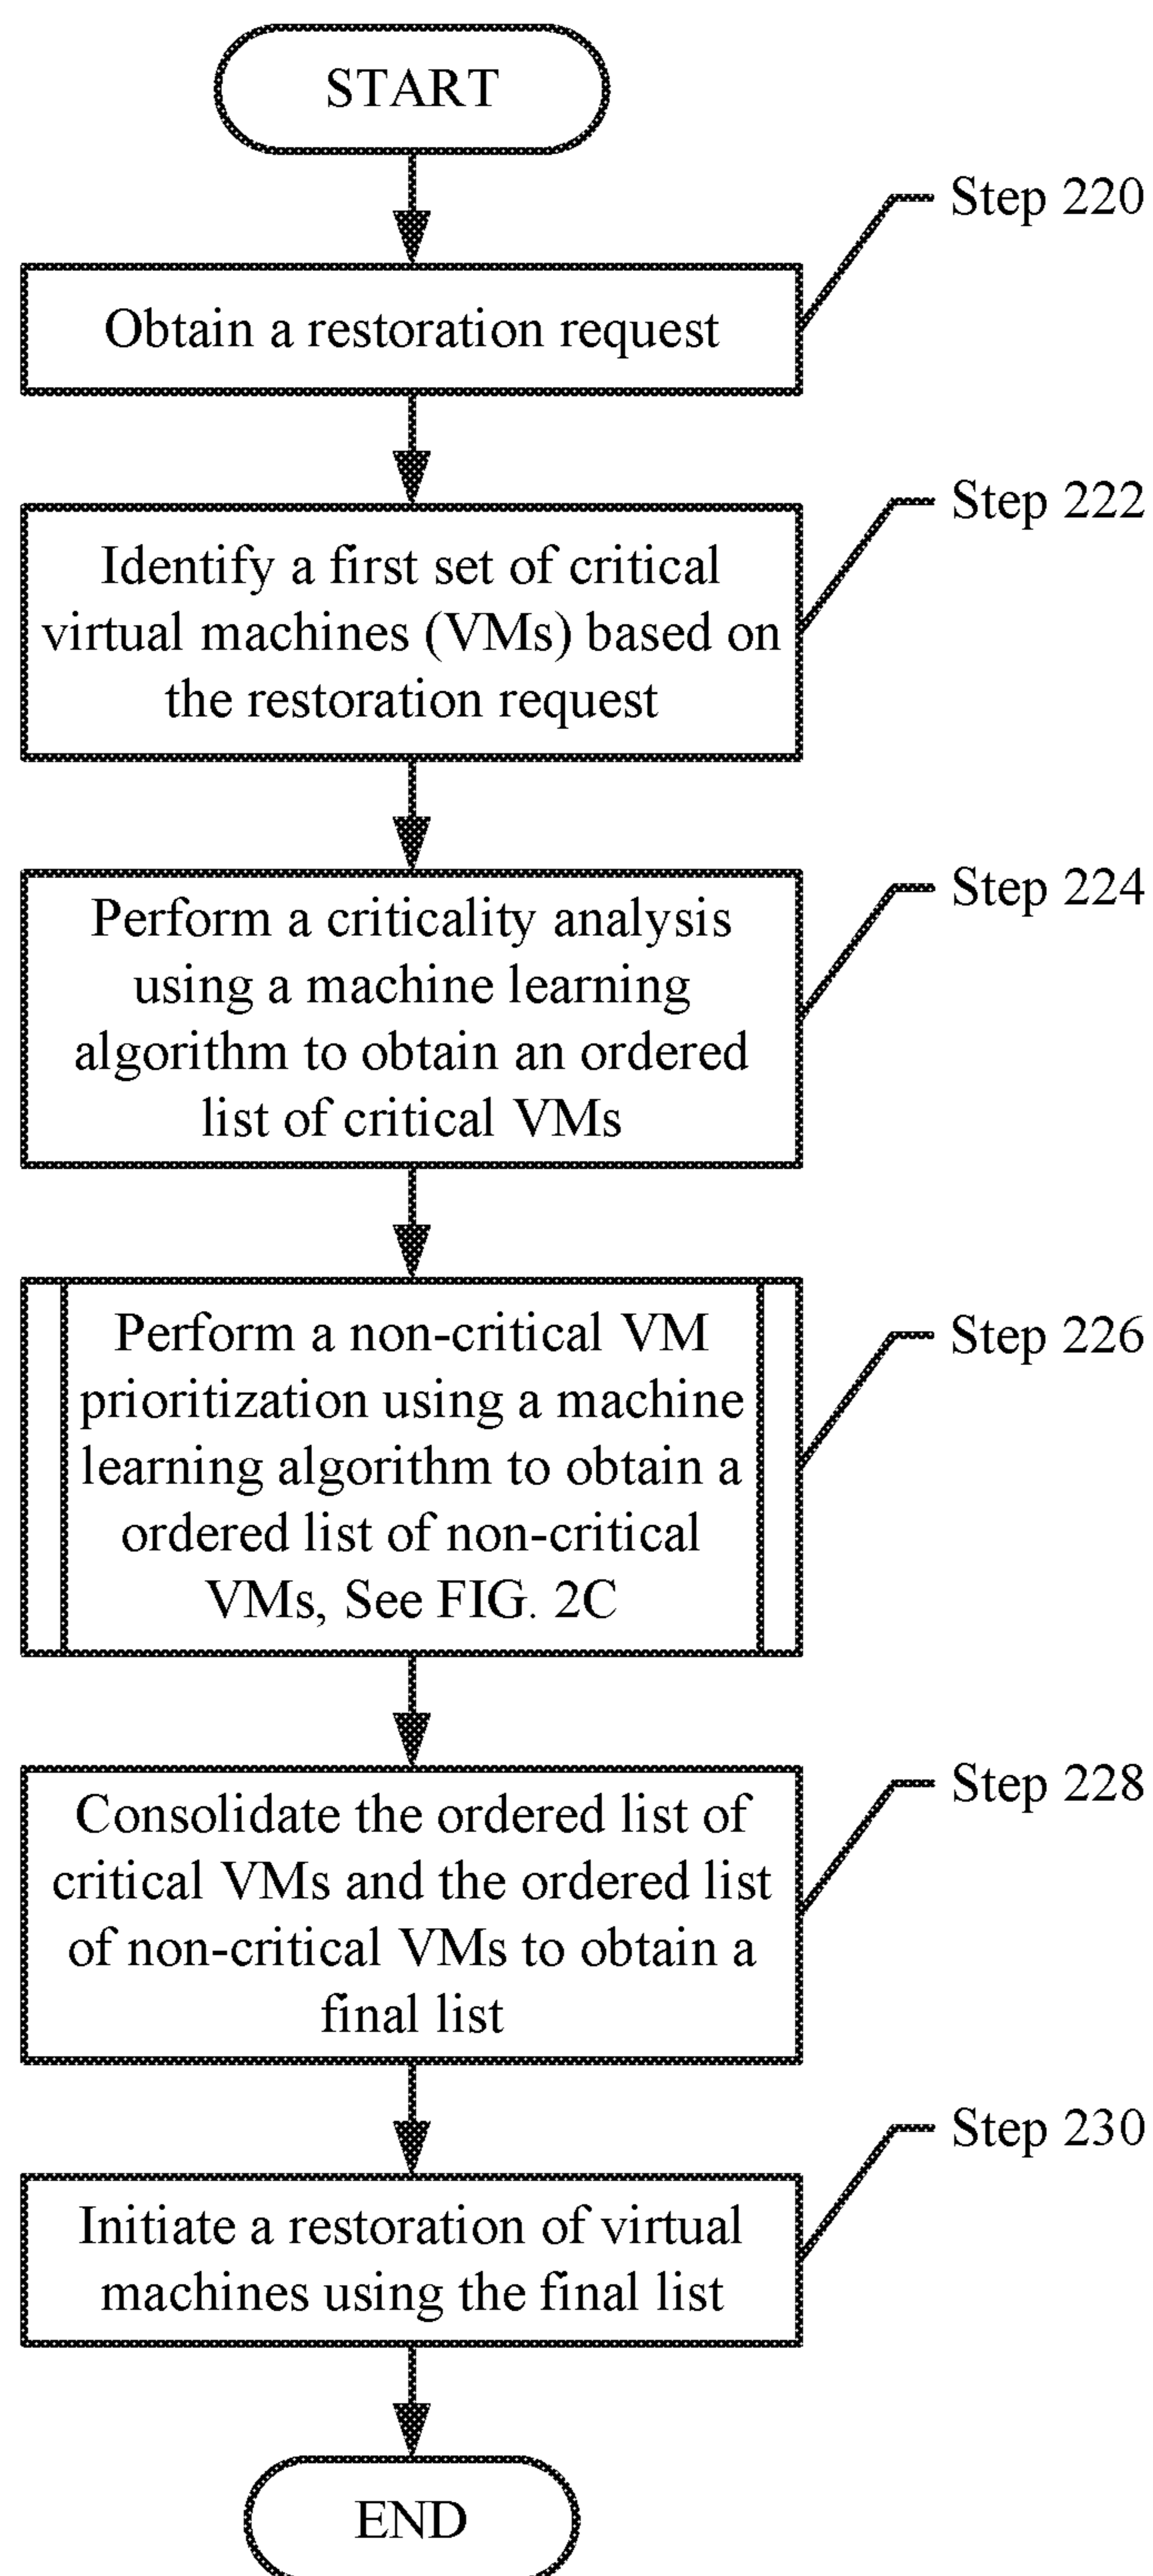 START
Step 220
Obtain a restoration request
Step 222
Identify a first set of critical
virtual machines (VMs) based on
the restoration request
Step 224
Perform a criticality analysis
using a machine learning
algorithm to obtain an ordered
list of critical VMs
Step 226
Perform a non-critical VM
prioritization using a machine
learning algorithm to obtain a
ordered list of non-critical
VMs, See FIG. 2C
Step 228
Consolidate the ordered list of
critical VMs and the ordered list
of non-critical VMs to obtain a
final list
Step 230
Initiate a restoration of virtual
machines using the final list
END